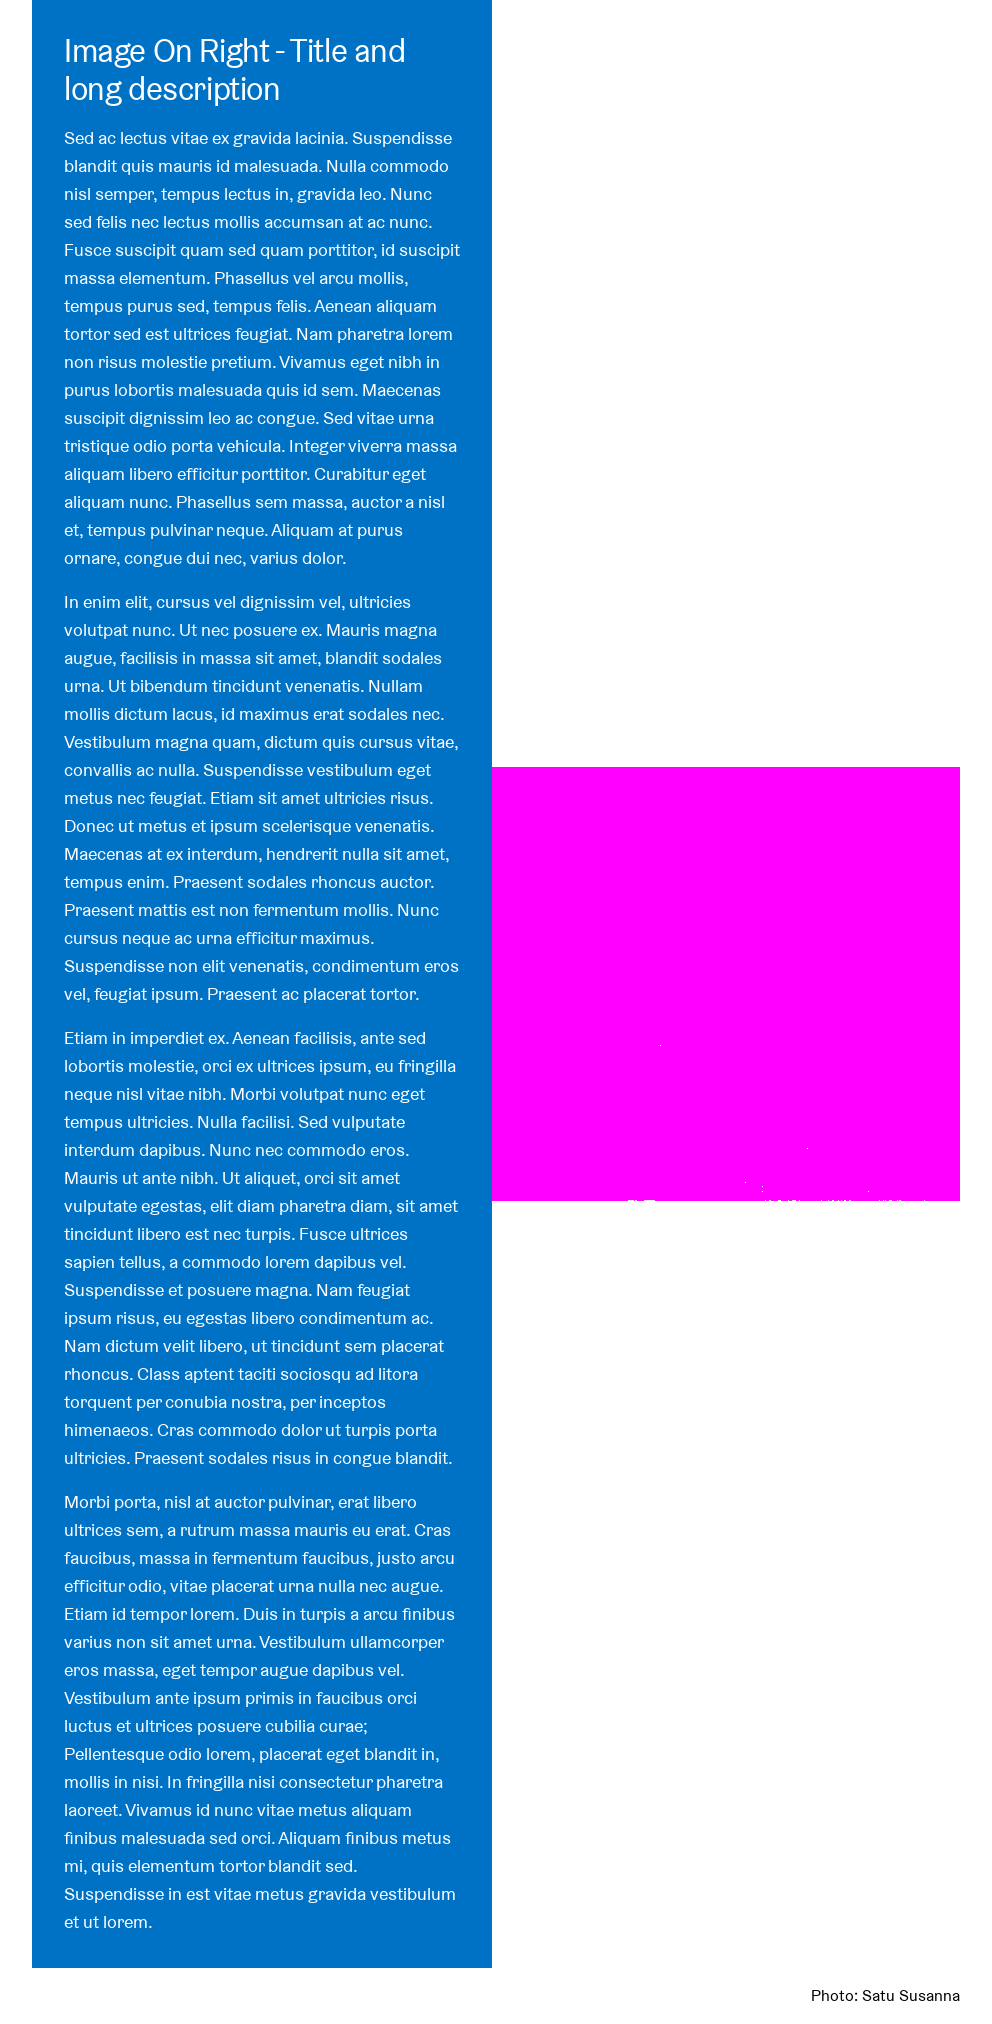 Image On Right - Title and
long description
Sed ac lectus vitae ex gravida lacinia. Suspendisse
blandit quis mauris id malesuada. Nulla commodo
nisl semper, tempus lectus in, gravida leo. Nunc
sed felis nec lectus mollis accumsan at ac nunc.
Fusce suscipit quam sed quam porttitor, id suscipit
massa elementum. Phasellus vel arcu mollis,
tempus purus sed, tempus felis. Aenean aliquam
tortor sed est ultrices feugiat. Nam pharetra lorem
non risus molestie pretium. Vivamus eget nibh in
purus lobortis malesuada quis id sem. Maecenas
suscipit dignissim leo ac congue. Sed vitae urna
tristique odio porta vehicula. Integer viverra massa
aliquam libero efficitur porttitor. Curabitur eget
aliquam nunc. Phasellus sem massa, auctor a nisl
et, tempus pulvinar neque. Aliquam at purus
ornare, congue dui nec, varius dolor.
In enim elit, cursus vel dignissim vel, ultricies
volutpat nunc. Ut nec posuere ex. Mauris magna
augue, facilisis in massa sit amet, blandit sodales
urna. Ut bibendum tincidunt venenatis. Nullam
mollis dictum lacus, id maximus erat sodales nec.
Vestibulum magna quam, dictum quis cursus vitae,
convallis ac nulla. Suspendisse vestibulum eget
metus nec feugiat. Etiam sit amet ultricies risus.
Donec ut metus et ipsum scelerisque venenatis.
Maecenas at ex interdum, hendrerit nulla sit amet,
tempus enim. Praesent sodales rhoncus auctor.
Praesent mattis est non fermentum mollis. Nunc
cursus neque ac urna efficitur maximus.
Suspendisse non elit venenatis, condimentum eros
vel, feugiat ipsum. Praesent ac placerat tortor.
Etiam in imperdiet ex. Aenean facilisis, ante sed
lobortis molestie, orci ex ultrices ipsum, eu fringilla
neque nisl vitae nibh. Morbi volutpat nunc eget
tempus ultricies. Nulla facilisi. Sed vulputate
interdum dapibus. Nunc nec commodo eros.
Mauris ut ante nibh. Ut aliquet, orci sit amet
vulputate egestas, elit diam pharetra diam, sit amet
tincidunt libero est nec turpis. Fusce ultrices
sapien tellus, a commodo lorem dapibus vel.
Suspendisse et posuere magna. Nam feugiat
ipsum risus, eu egestas libero condimentum ac.
Nam dictum velit libero, ut tincidunt sem placerat
rhoncus. Class aptent taciti sociosqu ad litora
torquent per conubia nostra, per inceptos
himenaeos. Cras commodo dolor ut turpis porta
ultricies. Praesent sodales risus in congue blandit.
Morbi porta, nisl at auctor pulvinar, erat libero
ultrices sem, a rutrum massa mauris eu erat. Cras
faucibus, massa in fermentum faucibus, justo arcu
efficitur odio, vitae placerat urna nulla nec augue.
Etiam id tempor lorem. Duis in turpis a arcu finibus
varius non sit amet urna. Vestibulum ullamcorper
eros massa, eget tempor augue dapibus vel.
Vestibulum ante ipsum primis in faucibus orci
luctus et ultrices posuere cubilia curae;
Pellentesque odio lorem, placerat eget blandit in,
mollis in nisi. In fringilla nisi consectetur pharetra
laoreet. Vivamus id nunc vitae metus aliquam
finibus malesuada sed orci. Aliquam finibus metus
mi, quis elementum tortor blandit sed.
Suspendisse in est vitae metus gravida vestibulum
et ut lorem.
Photo: Satu Susanna